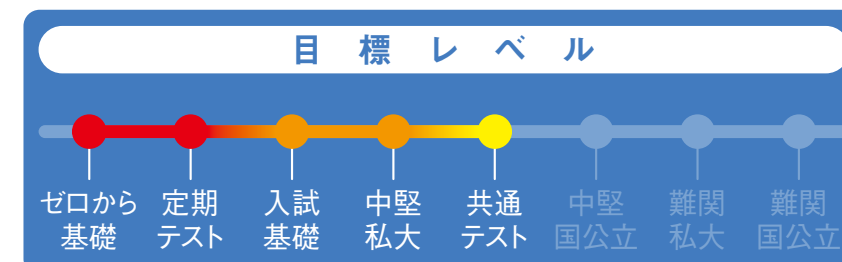 目標レベル
ゼロから
基礎
定期
テスト
入試
基礎
中堅
私大
共通
テスト
中堅
国公立
難関
私大
難関
国公立